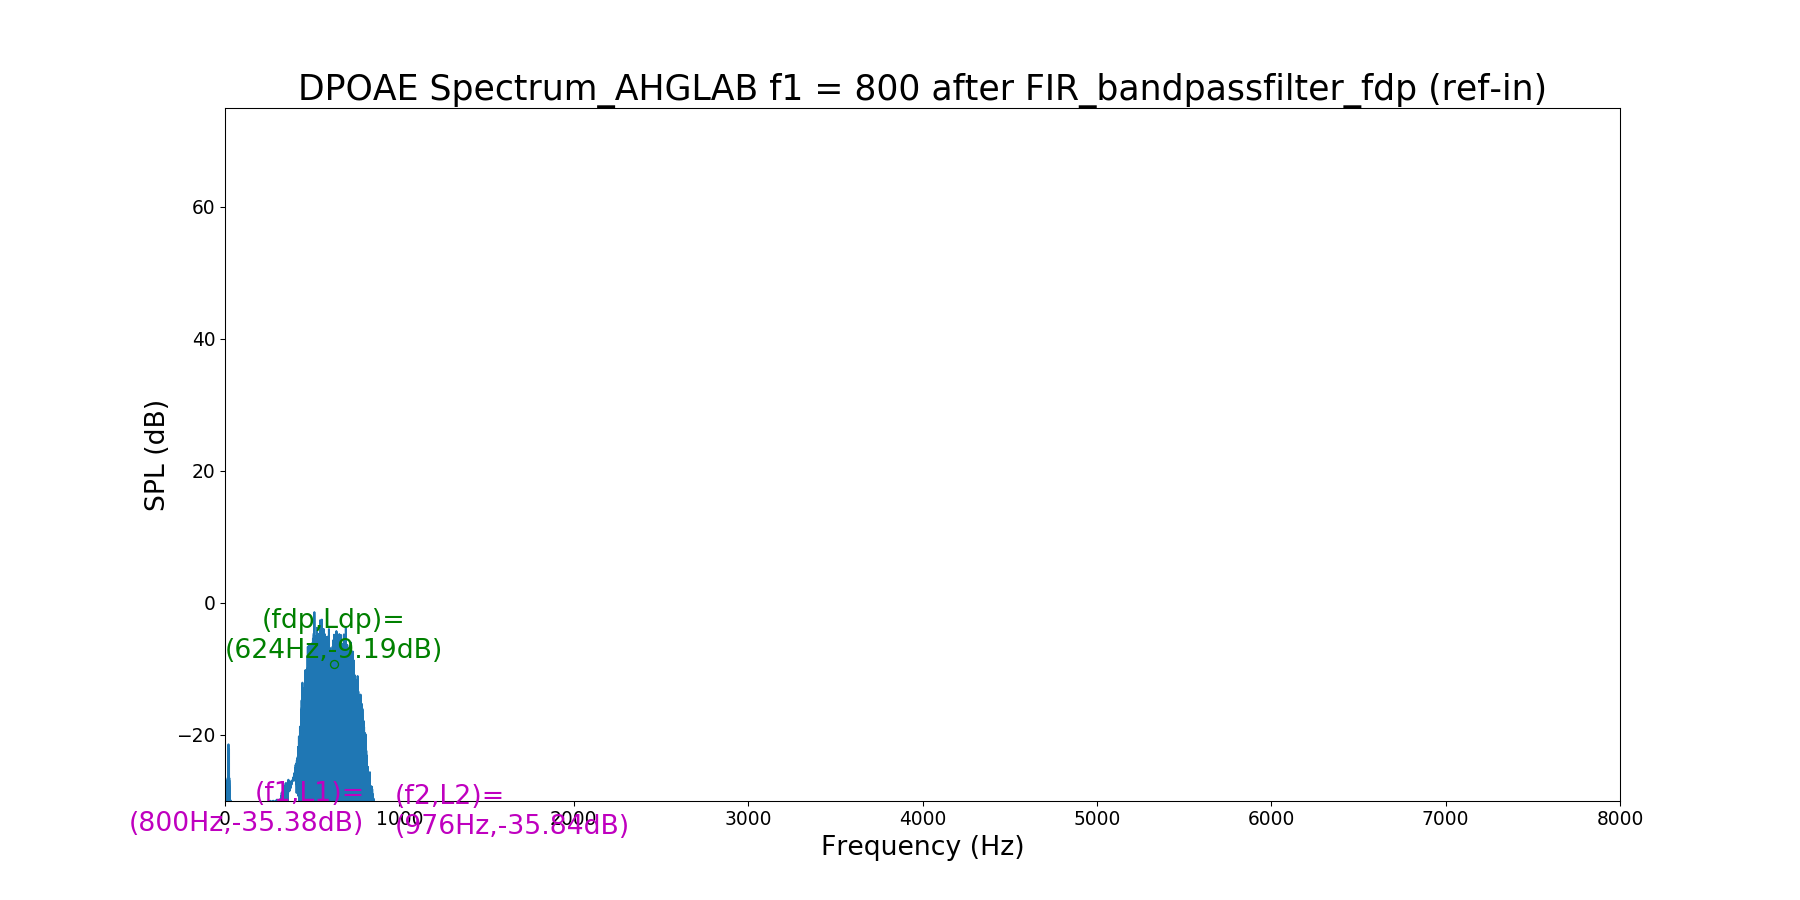 DPOAE Spectrum_AHGLAB f1 = 800 after FIR_bandpassfilter_fdp (ref-in)
60
40
20
0
−20
SPL (dB)
(fdp,Ldp)=
(624Hz,-9.19dB)
(f1,L1)=
(800Hz,-35.38dB)
(f2,L2)=
(976Hz,-35.84dB)
0 1000 2000 3000 4000 5000 6000 7000 8000
Frequency (Hz)